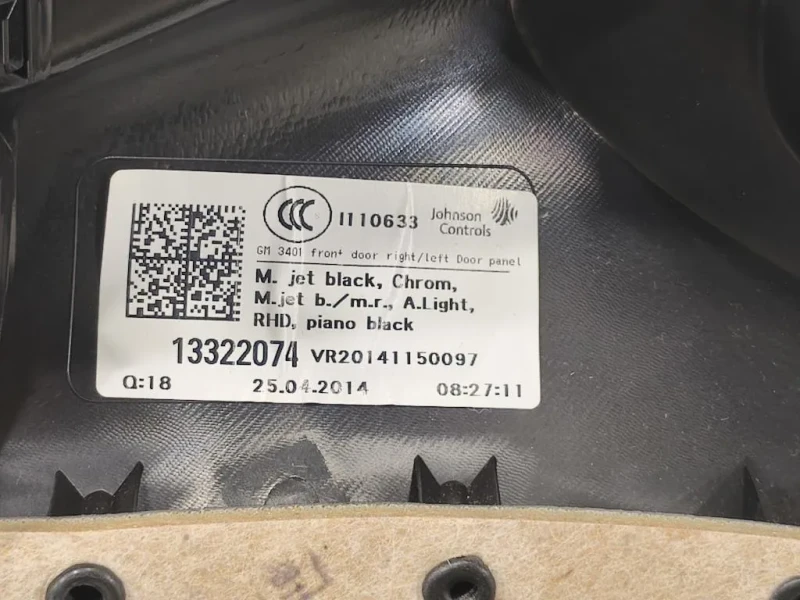 CCC I110633 Johnson Controls
GM 3401 front door right/left Door panel
M. jet black, Chrom,
M.jet b./m.r., A.Light,
RHD, piano black
13322074 VR20141150097
Q:18 25.04.2014 08:27:11